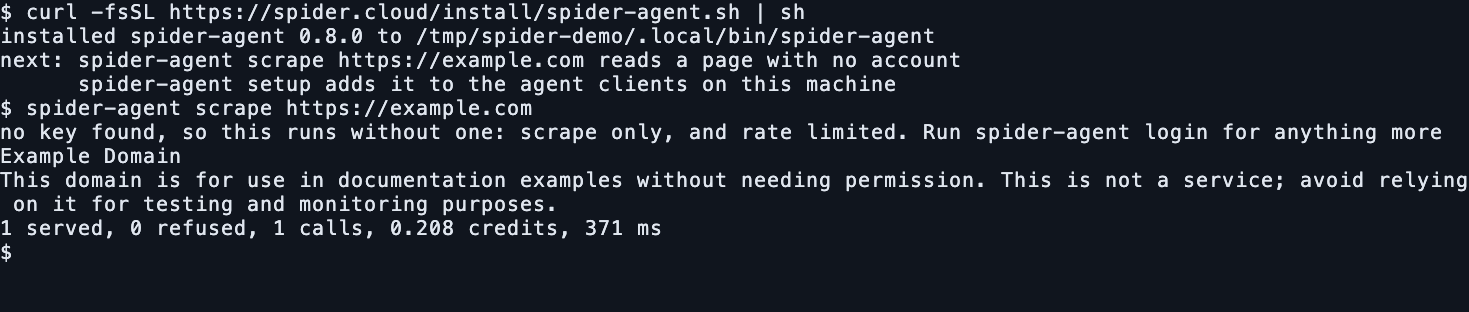 $ curl -fsSL https://spider.cloud/install/spider-agent.sh | sh
installed spider-agent 0.8.0 to /tmp/spider-demo/.local/bin/spider-agent
next: spider-agent scrape https://example.com reads a page with no account
      spider-agent setup adds it to the agent clients on this machine
$ spider-agent scrape https://example.com
no key found, so this runs without one: scrape only, and rate limited. Run spider-agent login for anything more
Example Domain
This domain is for use in documentation examples without needing permission. This is not a service; avoid relying
 on it for testing and monitoring purposes.
1 served, 0 refused, 1 calls, 0.208 credits, 371 ms
$